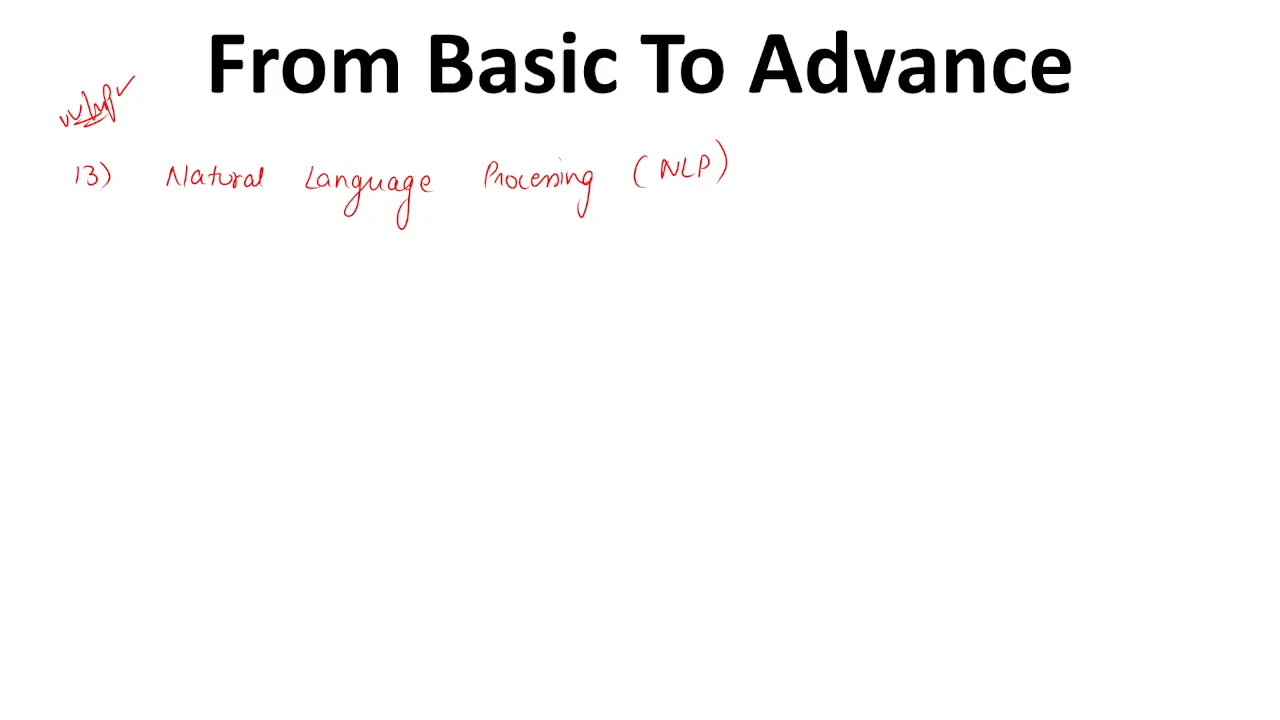 From Basic To Advance
13) Natural Language Processing (NLP)